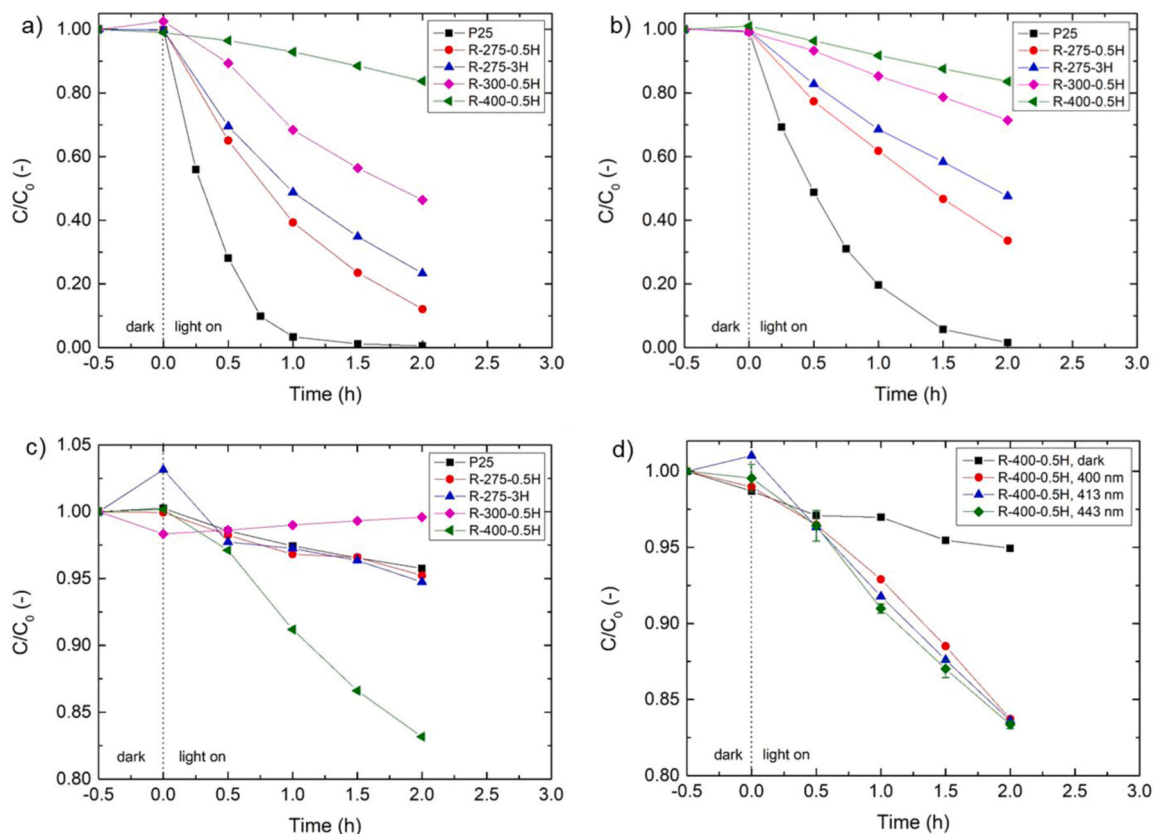 a)
1.00
0.80
0.60
0.40
0.20
0.00
C/C0 (-)
P25
R-275-0.5H
R-275-3H
R-300-0.5H
R-400-0.5H
dark
light on
-0.5 0.0 0.5 1.0 1.5 2.0 2.5 3.0
Time (h)
b)
1.00
0.80
0.60
0.40
0.20
0.00
C/C0 (-)
P25
R-275-0.5H
R-275-3H
R-300-0.5H
R-400-0.5H
dark
light on
-0.5 0.0 0.5 1.0 1.5 2.0 2.5 3.0
Time (h)
c)
1.05
1.00
0.95
0.90
0.85
0.80
C/C0 (-)
P25
R-275-0.5H
R-275-3H
R-300-0.5H
R-400-0.5H
dark
light on
-0.5 0.0 0.5 1.0 1.5 2.0 2.5 3.0
Time (h)
d)
1.00
0.95
0.90
0.85
0.80
C/C0 (-)
R-400-0.5H, dark
R-400-0.5H, 400 nm
R-400-0.5H, 413 nm
R-400-0.5H, 443 nm
dark
light on
-0.5 0.0 0.5 1.0 1.5 2.0 2.5 3.0
Time (h)